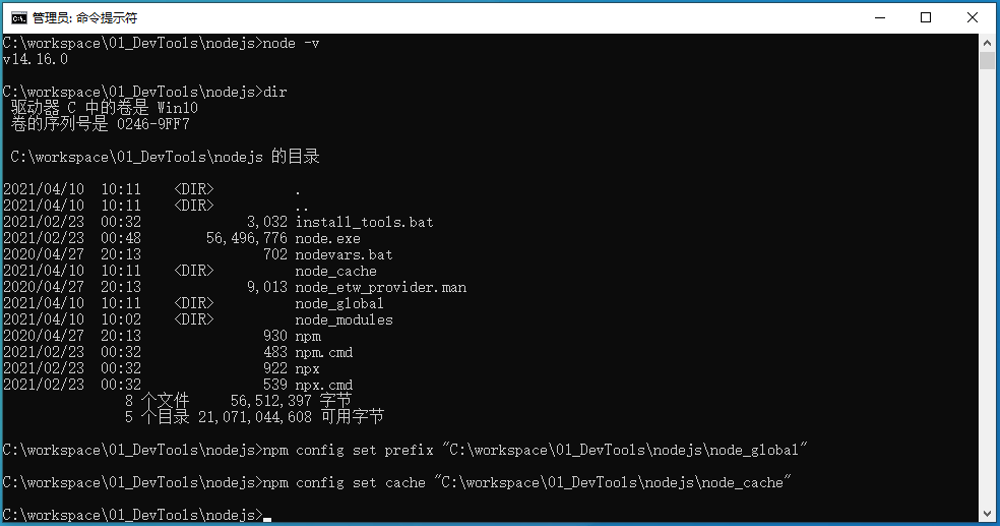 管理员: 命令提示符
C:\workspace\01_DevTools\nodejs>node -v
v14.16.0
C:\workspace\01_DevTools\nodejs>dir
 驱动器 C 中的卷是 Win10
 卷的序列号是 0246-9FF7
 C:\workspace\01_DevTools\nodejs 的目录
2021/04/10  10:11    <DIR>          .
2021/04/10  10:11    <DIR>          ..
2021/02/23  00:32             3,032 install_tools.bat
2021/02/23  00:48        56,496,776 node.exe
2020/04/27  20:13               702 nodevars.bat
2021/04/10  10:11    <DIR>          node_cache
2020/04/27  20:13             9,013 node_etw_provider.man
2021/04/10  10:11    <DIR>          node_global
2021/04/10  10:02    <DIR>          node_modules
2020/04/27  20:13               930 npm
2021/02/23  00:32               483 npm.cmd
2021/02/23  00:32               922 npx
2021/02/23  00:32               539 npx.cmd
               8 个文件     56,512,397 字节
               5 个目录 21,071,044,608 可用字节
C:\workspace\01_DevTools\nodejs>npm config set prefix "C:\workspace\01_DevTools\nodejs\node_global"
C:\workspace\01_DevTools\nodejs>npm config set cache "C:\workspace\01_DevTools\nodejs\node_cache"
C:\workspace\01_DevTools\nodejs>